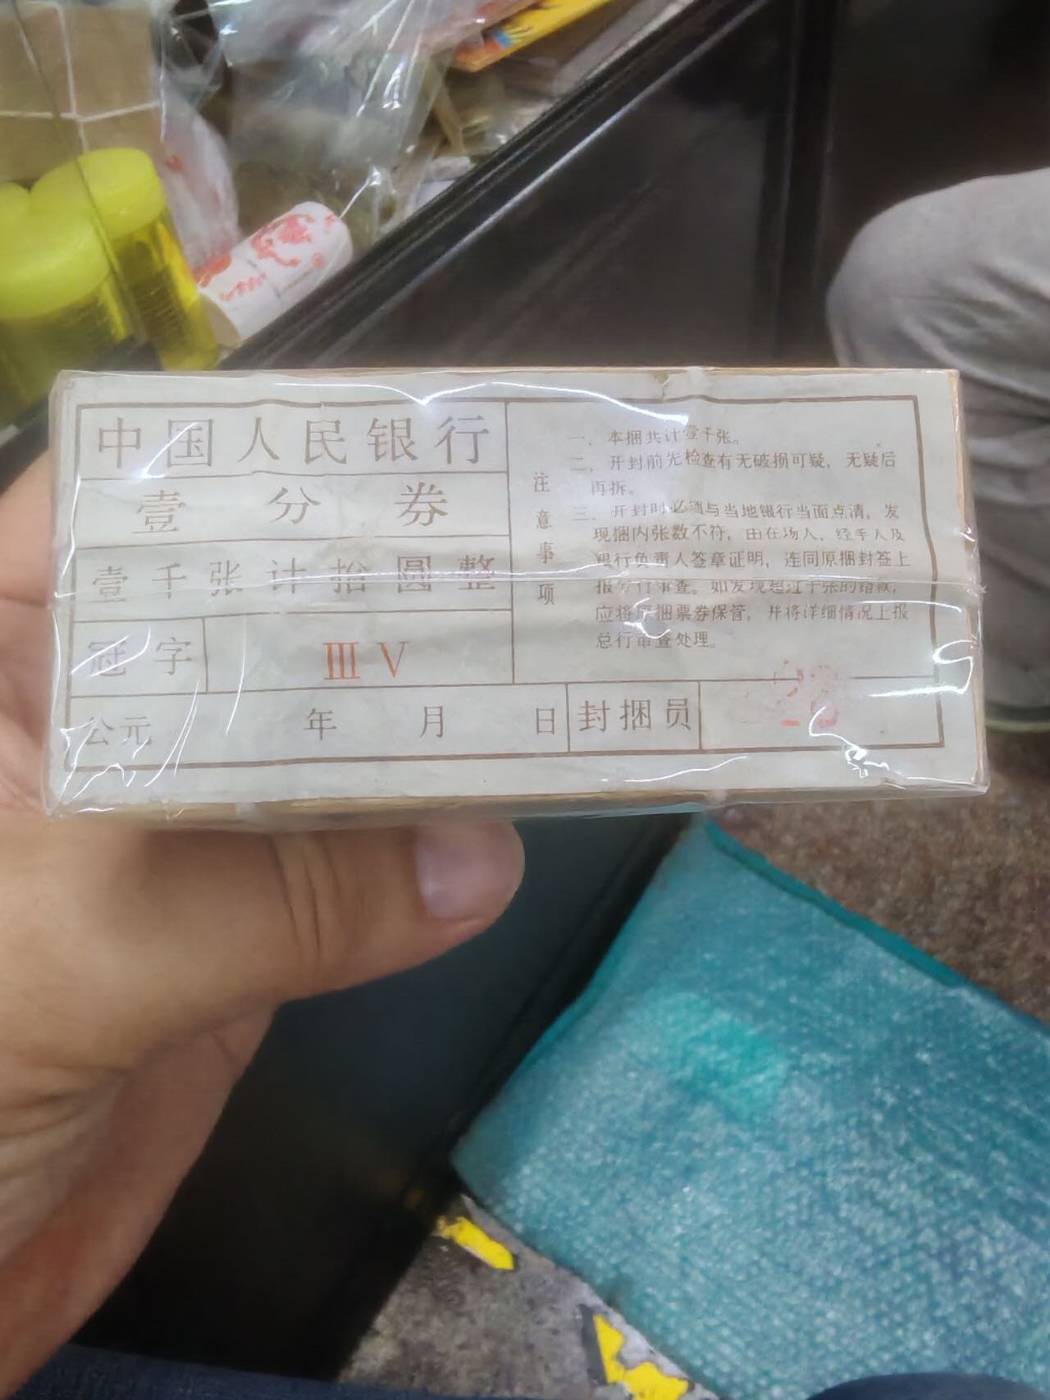 中国人民银行
壹分券
壹千张计拾圆整
冠字 ⅢⅤ
公元 年 月 日 封捆员
注意事项
一、本捆共计壹千张。
二、开封前先检查有无破损可疑，无疑后
再拆。
三、开封时必须与当地银行当面点清，发
现捆内张数不符，由在场人、经手人及
银行负责人签章证明，连同原捆封签上
报分行审查。如发现超过千张的错款，
应将原捆票券保管，并将详细情况上报
总行审查处理。